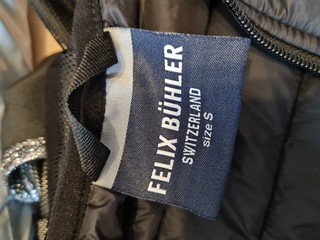 FELIX BÜHLER
SWITZERLAND
size S